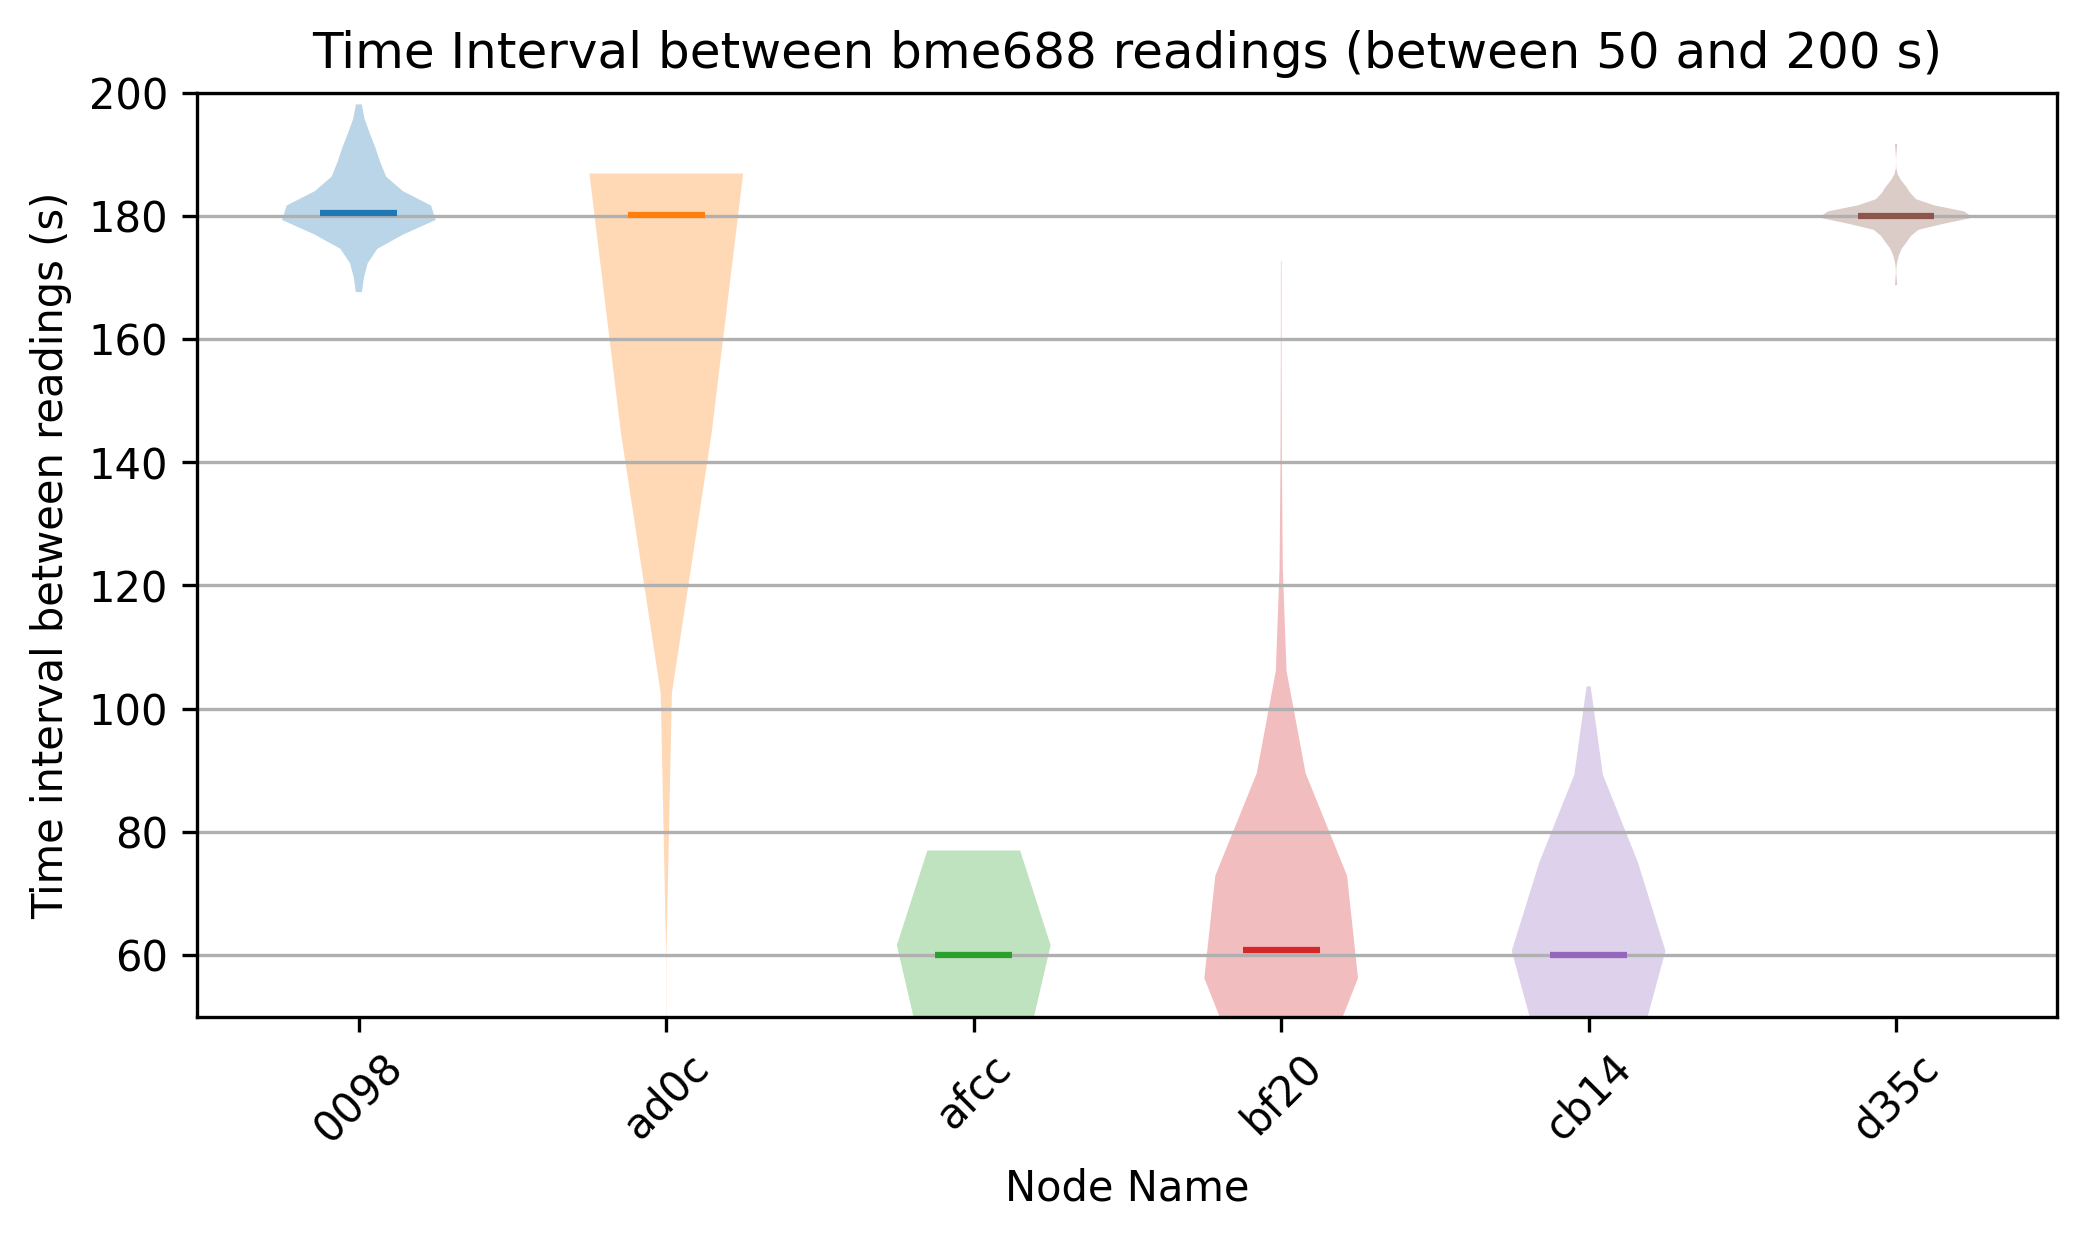 Time Interval between bme688 readings (between 50 and 200 s)
Time interval between readings (s)
200
180
160
140
120
100
80
60
0098
ad0c
afcc
bf20
cb14
d35c
Node Name